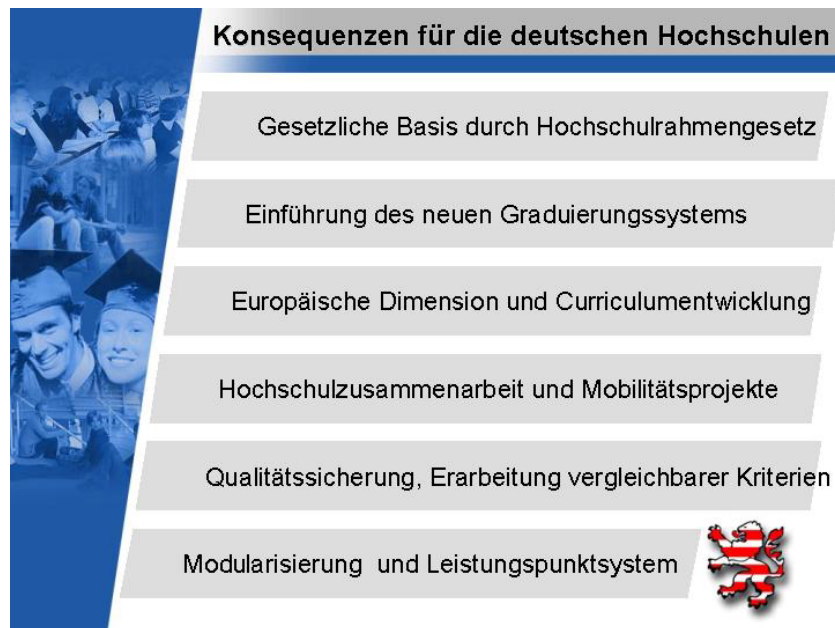 Konsequenzen für die deutschen Hochschulen
Gesetzliche Basis durch Hochschulrahmengesetz
Einführung des neuen Graduierungssystems
Europäische Dimension und Curriculumentwicklung
Hochschulzusammenarbeit und Mobilitätsprojekte
Qualitätssicherung, Erarbeitung vergleichbarer Kriterien
Modularisierung und Leistungspunktsystem